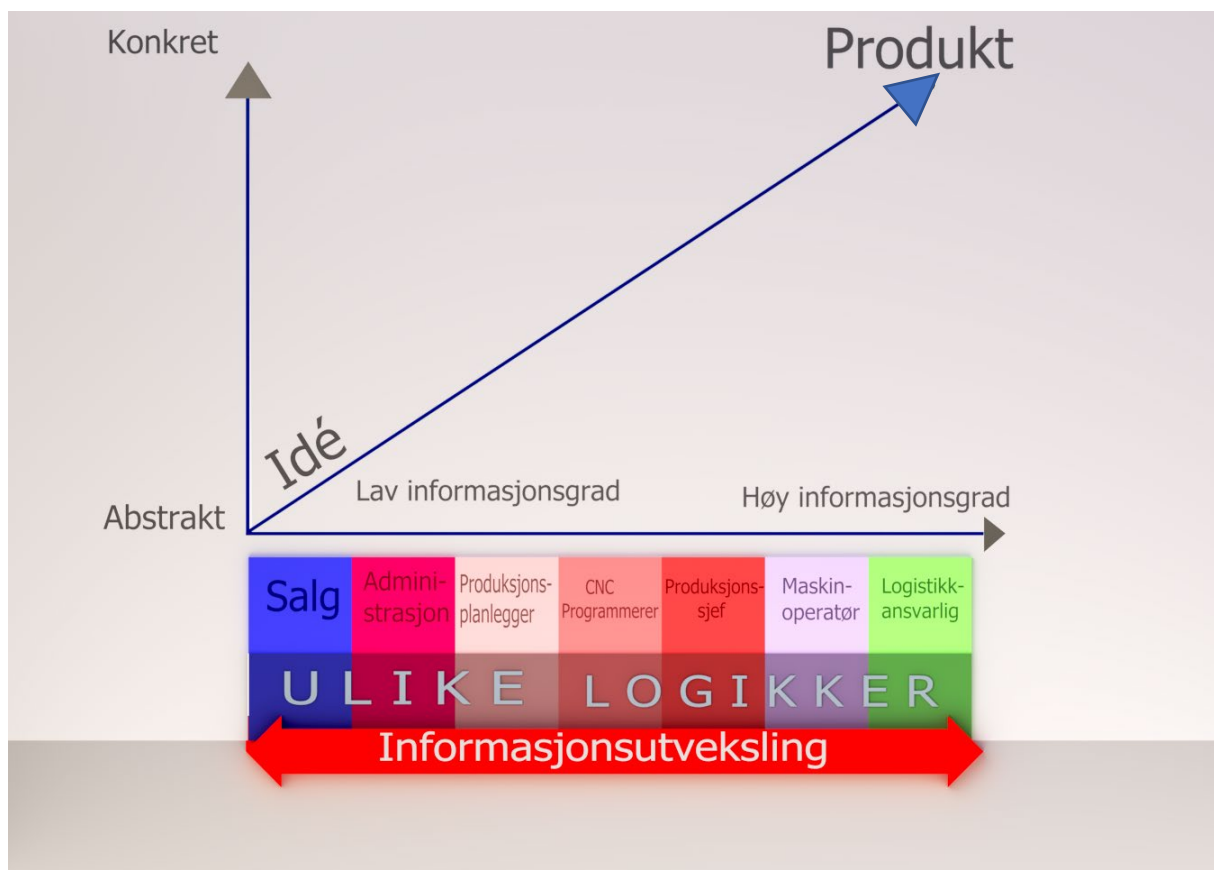 Konkret
Produkt
Idé
Lav informasjonsgrad
Høy informasjonsgrad
Abstrakt
Salg
Admini-
strasjon
Produksjons-
planlegger
CNC
Programmerer
Produksjons-
sjef
Maskin-
operatør
Logistikk-
ansvarlig
ULIKE LOGIKKER
Informasjonsutveksling